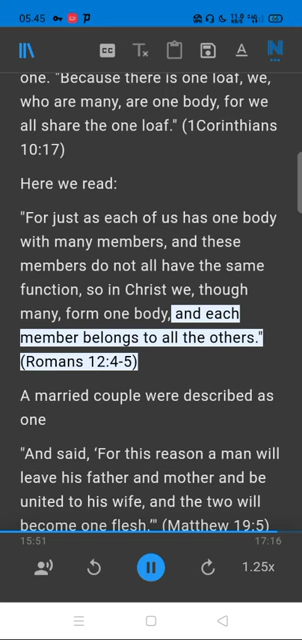 05.45
CC
one. "Because there is one loaf, we,
who are many, are one body, for we
all share the one loaf." (1Corinthians
10:17)
Here we read:
"For just as each of us has one body
with many members, and these
members do not all have the same
function, so in Christ we, though
many, form one body, and each
member belongs to all the others."
(Romans 12:4-5)
A married couple were described as
one
"And said, ‘For this reason a man will
leave his father and mother and be
united to his wife, and the two will
become one flesh.’" (Matthew 19:5)
15:51 17:16
1.25x